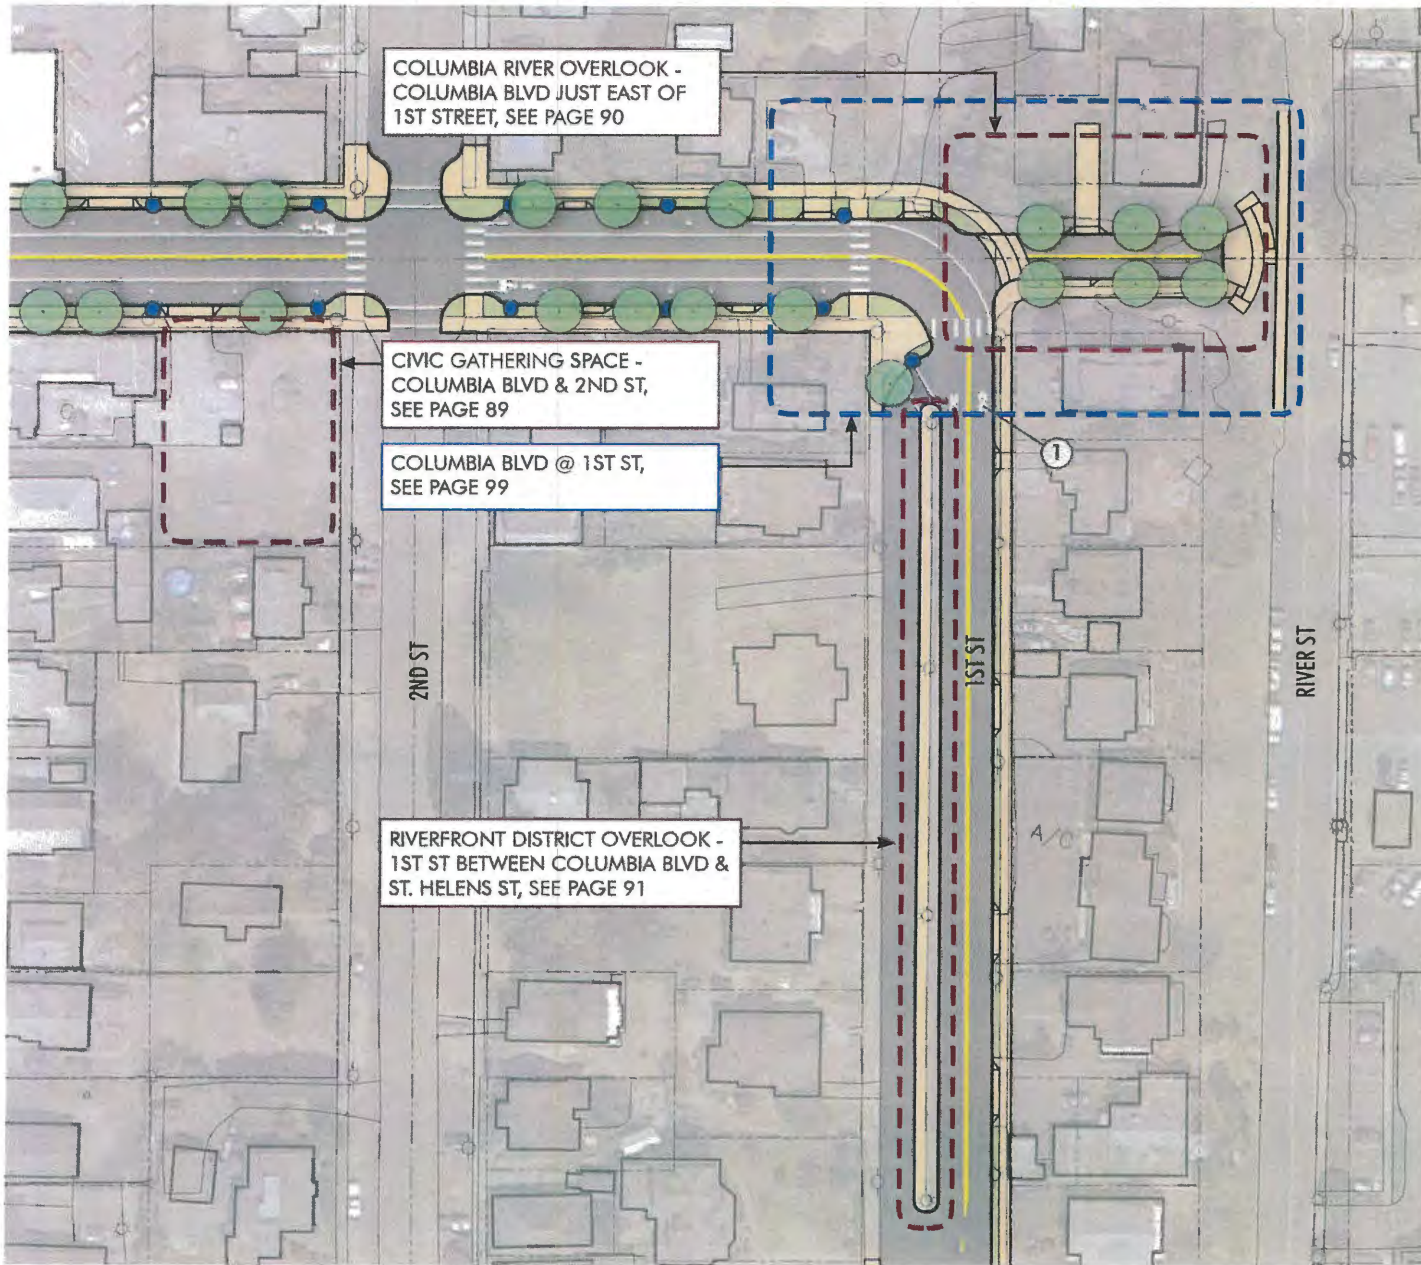 COLUMBIA RIVER OVERLOOK -
COLUMBIA BLVD JUST EAST OF
1ST STREET, SEE PAGE 90
CIVIC GATHERING SPACE -
COLUMBIA BLVD & 2ND ST,
SEE PAGE 89
COLUMBIA BLVD @ 1ST ST,
SEE PAGE 99
1
2ND ST
1ST ST
RIVER ST
RIVERFRONT DISTRICT OVERLOOK -
1ST ST BETWEEN COLUMBIA BLVD &
ST. HELENS ST, SEE PAGE 91
A/C